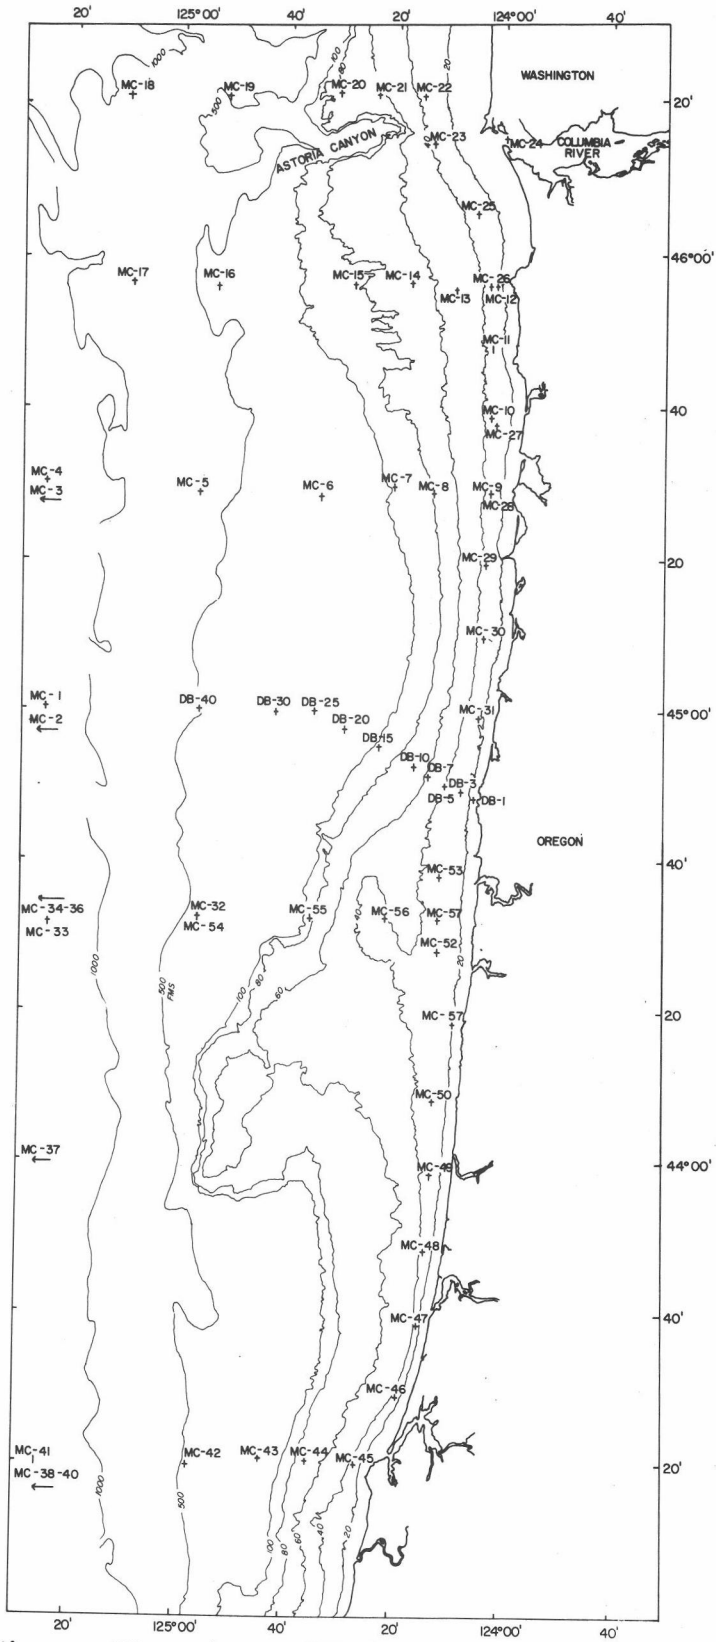 20' 125°00' 40' 20' 124°00'
1000
100
80
20
WASHINGTON
MC-18 MC-19 MC-20 MC-21 MC-22
20'
500
MC-23
MC-24 COLUMBIA
RIVER
ASTORIA CANYON
MC-25
46°00'
MC-17 MC-16 MC-15 MC-14 MC-26
MC-13 MC-12
MC-11
MC-10
40
MC-27
MC-4
MC-3
MC-5 MC-6 MC-7 MC-8 MC-9
MC-28
MC-29
20
MC-30
MC-1
MC-2
DB-40 DB-30 DB-25
DB-20
MC-31
45°00'
DB-15
DB-10
DB-7
DB-3
DB-5 DB-1
OREGON
40'
MC-53
MC-34-36
MC-33
MC-32
MC-54
MC-55 MC-56 MC-57
40
MC-52
1000
500
FMS
100
80
60
20
MC-57
20'
MC-50
MC-37
44°00'
MC-49
MC-48
MC-47
40'
MC-46
MC-41
MC-38-40
MC-42 MC-43 MC-44 MC-45
20'
1000
500
100
80
60
40
20
20' 125°00' 40' 20' 124°00' 40'